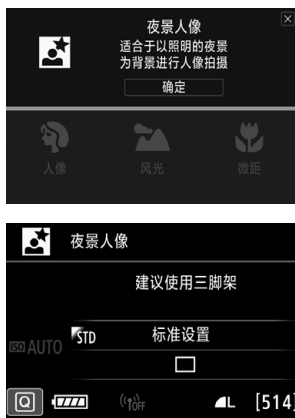 夜景人像
适合于以照明的夜景
为背景进行人像拍摄
确定
人像
风光
微距
夜景人像
建议使用三脚架
ISO AUTO
STD 标准设置
Q OFF L [514]